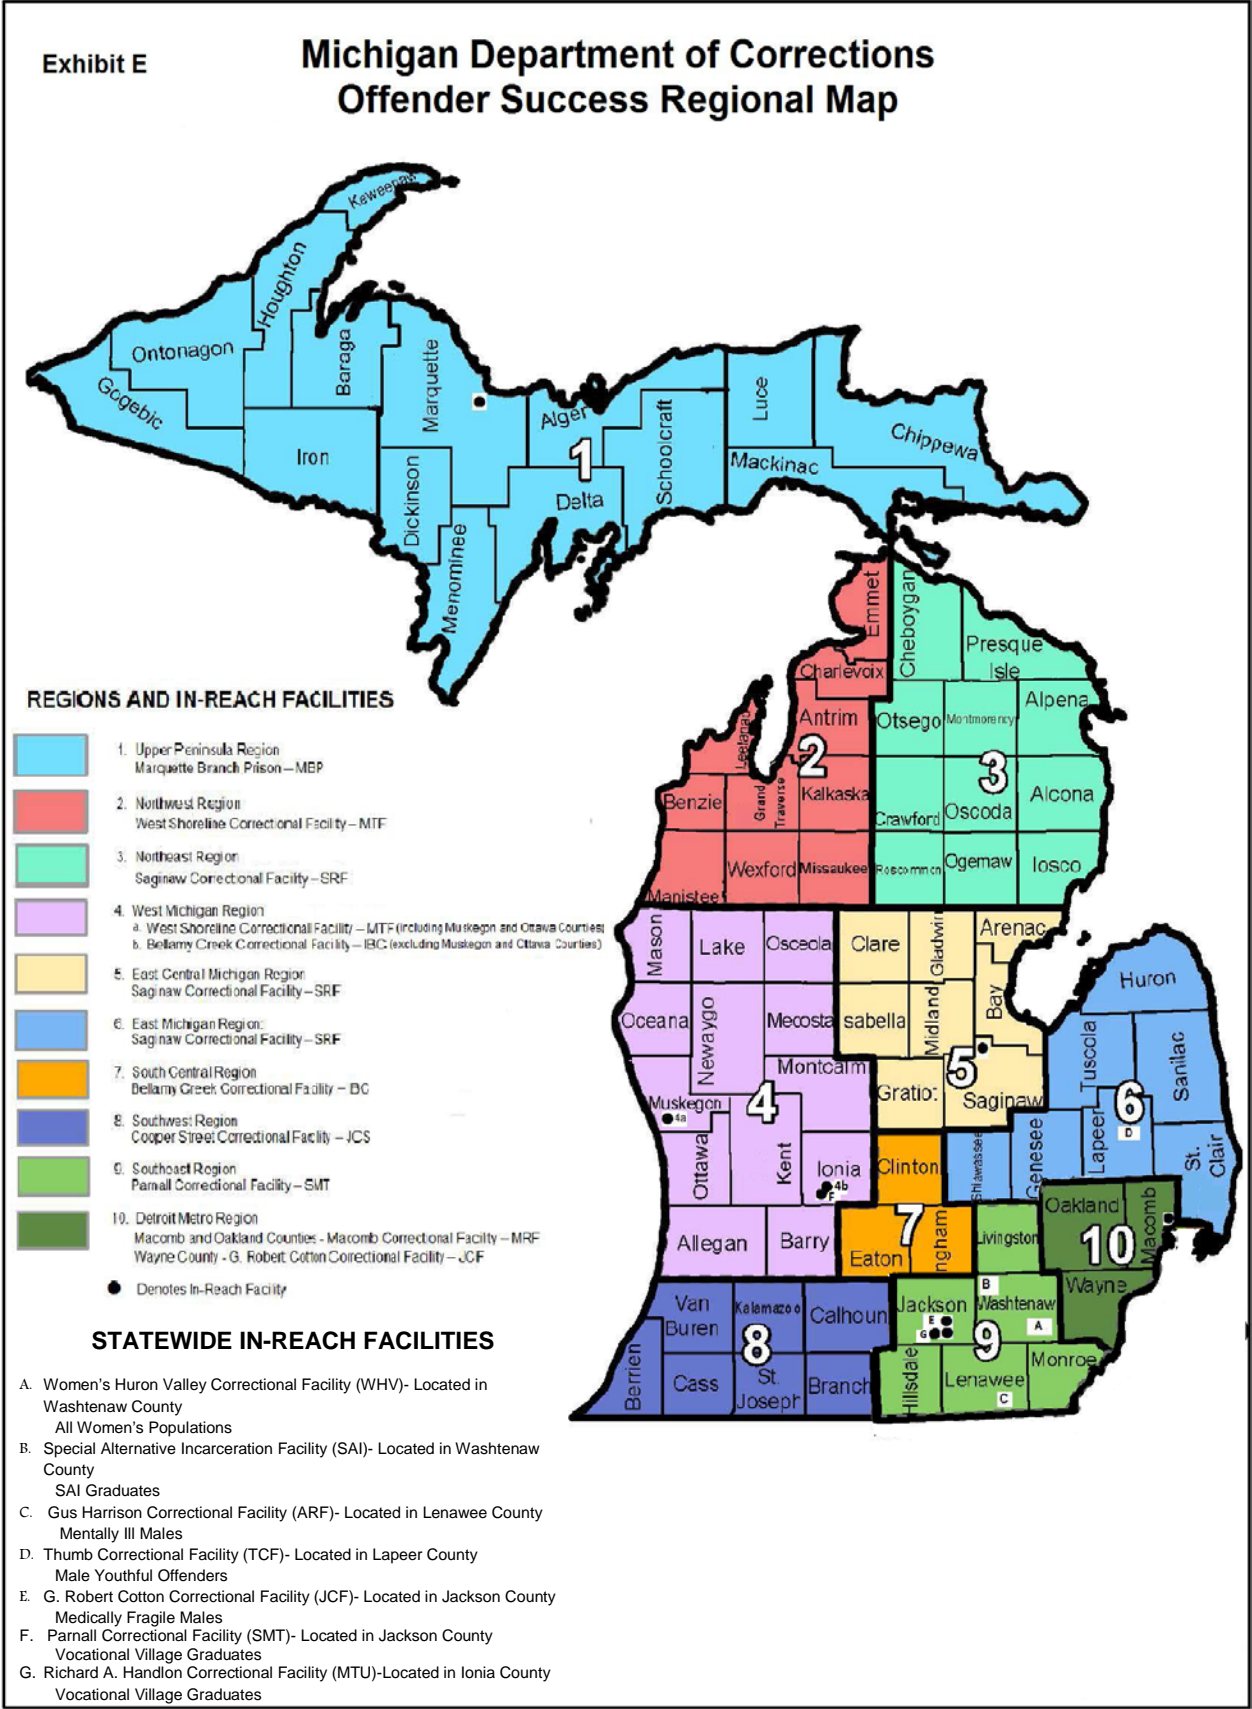 Exhibit E
Michigan Department of Corrections
Offender Success Regional Map
Keweenaw
Houghton
Ontonagon
Gogebic
Baraga
Marquette
Iron
Dickinson
Menominee
Alger
1
Delta
Schoolcraft
Luce
Chippewa
Mackinac
Emmet
Cheboygan
Presque
Isle
Charlevoix
Antrim
Otsego
Montmorency
Alpena
Leelanau
2
3
Benzie
Grand
Traverse
Kalkaska
Crawford
Oscoda
Alcona
Manistee
Wexford
Missaukee
Roscommon
Ogemaw
Iosco
REGIONS AND IN-REACH FACILITIES
1. Upper Peninsula Region
Marquette Branch Prison – MBP
2. Northwest Region
West Shoreline Correctional Facility – MTF
3. Northeast Region
Saginaw Correctional Facility – SRF
4. West Michigan Region
a. West Shoreline Correctional Facility – MTF (including Muskegon and Ottawa Counties)
b. Bellamy Creek Correctional Facility – IBC (excluding Muskegon and Ottawa Counties)
5. East Central Michigan Region
Saginaw Correctional Facility – SRF
6. East Michigan Region:
Saginaw Correctional Facility – SRF
7. South Central Region
Bellamy Creek Correctional Facility – IBC
8. Southwest Region
Cooper Street Correctional Facility – JCS
9. Southeast Region
Parnall Correctional Facility – SMT
10. Detroit Metro Region
Macomb and Oakland Counties - Macomb Correctional Facility – MRF
Wayne County - G. Robert Cotton Correctional Facility – JCF
Denotes In-Reach Facility
Mason
Lake
Osceola
Clare
Gladwin
Arenac
Huron
Oceana
Newaygo
Mecosta
sabella
Midland
Bay
Tuscola
Sanilac
Montcalm
Gratiot
5
Saginaw
Muskegon
4a
4
6
Lapeer
D
Ottawa
Kent
Ionia
4b
F
Clinton
Shiawassee
Genesee
St.
Clair
Allegan
Barry
7
Eaton
ngham
Livingston
Oakland
Macomb
10
Wayne
Van
Buren
Kalamazoo
Calhoun
Jackson
E
G
B
Washtenaw
A
8
9
Berrien
Cass
St.
Joseph
Branch
Hillsdale
Lenawee
C
Monroe
STATEWIDE IN-REACH FACILITIES
A. Women's Huron Valley Correctional Facility (WHV)- Located in
Washtenaw County
All Women's Populations
B. Special Alternative Incarceration Facility (SAI)- Located in Washtenaw
County
SAI Graduates
C. Gus Harrison Correctional Facility (ARF)- Located in Lenawee County
Mentally Ill Males
D. Thumb Correctional Facility (TCF)- Located in Lapeer County
Male Youthful Offenders
E. G. Robert Cotton Correctional Facility (JCF)- Located in Jackson County
Medically Fragile Males
F. Parnall Correctional Facility (SMT)- Located in Jackson County
Vocational Village Graduates
G. Richard A. Handlon Correctional Facility (MTU)-Located in Ionia County
Vocational Village Graduates